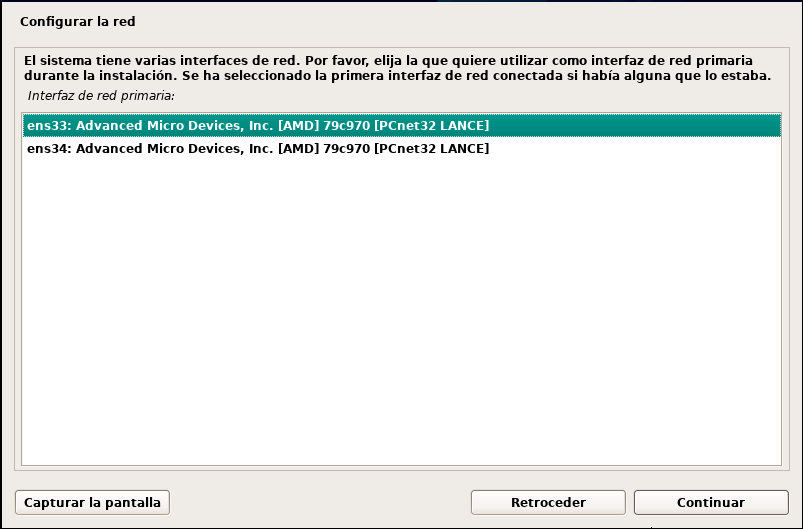 Configurar la red
El sistema tiene varias interfaces de red. Por favor, elija la que quiere utilizar como interfaz de red primaria
durante la instalación. Se ha seleccionado la primera interfaz de red conectada si había alguna que lo estaba.
Interfaz de red primaria:
ens33: Advanced Micro Devices, Inc. [AMD] 79c970 [PCnet32 LANCE]
ens34: Advanced Micro Devices, Inc. [AMD] 79c970 [PCnet32 LANCE]
Capturar la pantalla
Retroceder
Continuar